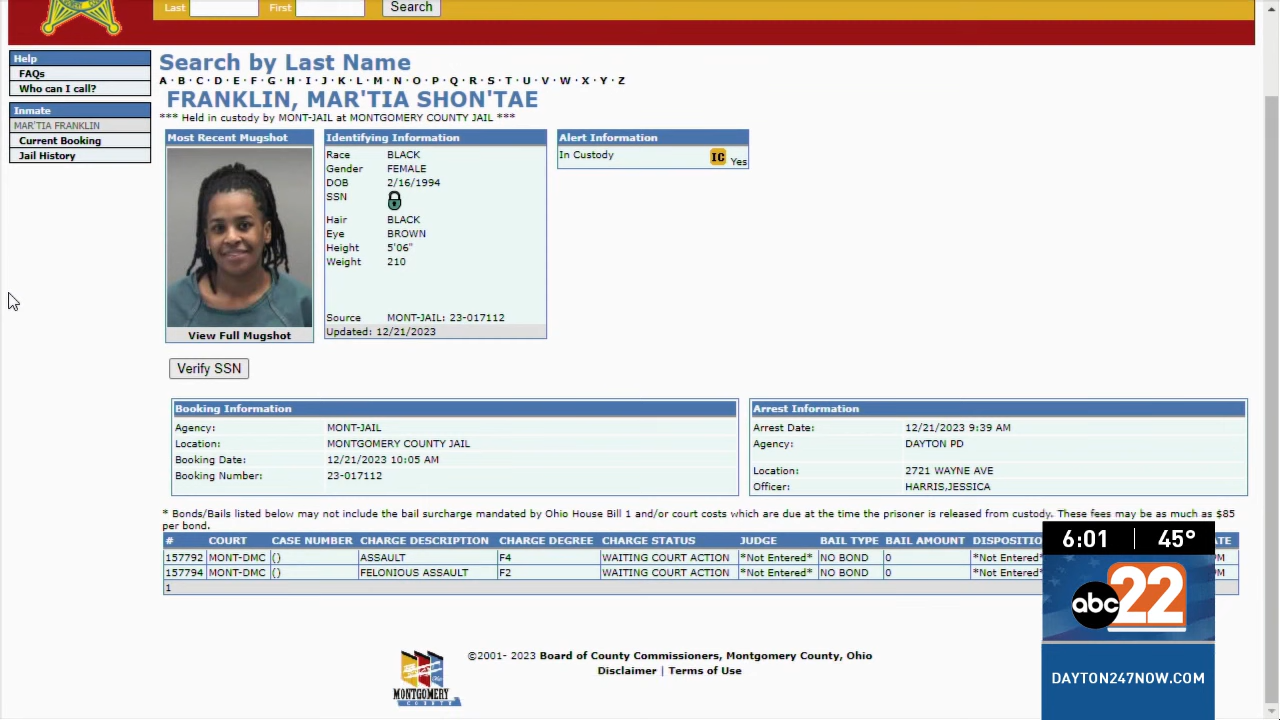 Last
First
Search
Help
FAQs
Who can I call?
Inmate
MAR'TIA FRANKLIN
Current Booking
Jail History
Search by Last Name
A · B · C · D · E · F · G · H · I · J · K · L · M · N · O · P · Q · R · S · T · U · V · W · X · Y · Z
FRANKLIN, MAR'TIA SHON'TAE
*** Held in custody by MONT-JAIL at MONTGOMERY COUNTY JAIL ***
Most Recent Mugshot
View Full Mugshot
Identifying Information
Race BLACK
Gender FEMALE
DOB 2/16/1994
SSN
Hair BLACK
Eye BROWN
Height 5'06"
Weight 210
Source MONT-JAIL: 23-017112
Updated: 12/21/2023
Alert Information
In Custody IC Yes
Verify SSN
Booking Information
Agency: MONT-JAIL
Location: MONTGOMERY COUNTY JAIL
Booking Date: 12/21/2023 10:05 AM
Booking Number: 23-017112
Arrest Information
Arrest Date: 12/21/2023 9:39 AM
Agency: DAYTON PD
Location: 2721 WAYNE AVE
Officer: HARRIS,JESSICA
* Bonds/Bails listed below may not include the bail surcharge mandated by Ohio House Bill 1 and/or court costs which are due at the time the prisoner is released from custody. These fees may be as much as $85
per bond.
# COURT CASE NUMBER CHARGE DESCRIPTION CHARGE DEGREE CHARGE STATUS JUDGE BAIL TYPE BAIL AMOUNT DISPOSITIO ATE
157792 MONT-DMC () ASSAULT F4 WAITING COURT ACTION *Not Entered* NO BOND 0 *Not Entered* M
157794 MONT-DMC () FELONIOUS ASSAULT F2 WAITING COURT ACTION *Not Entered* NO BOND 0 *Not Entered* M
1
6:01 45°
abc 22
DAYTON247NOW.COM
MONTGOMERY
COUNTY
©2001- 2023 Board of County Commissioners, Montgomery County, Ohio
Disclaimer | Terms of Use